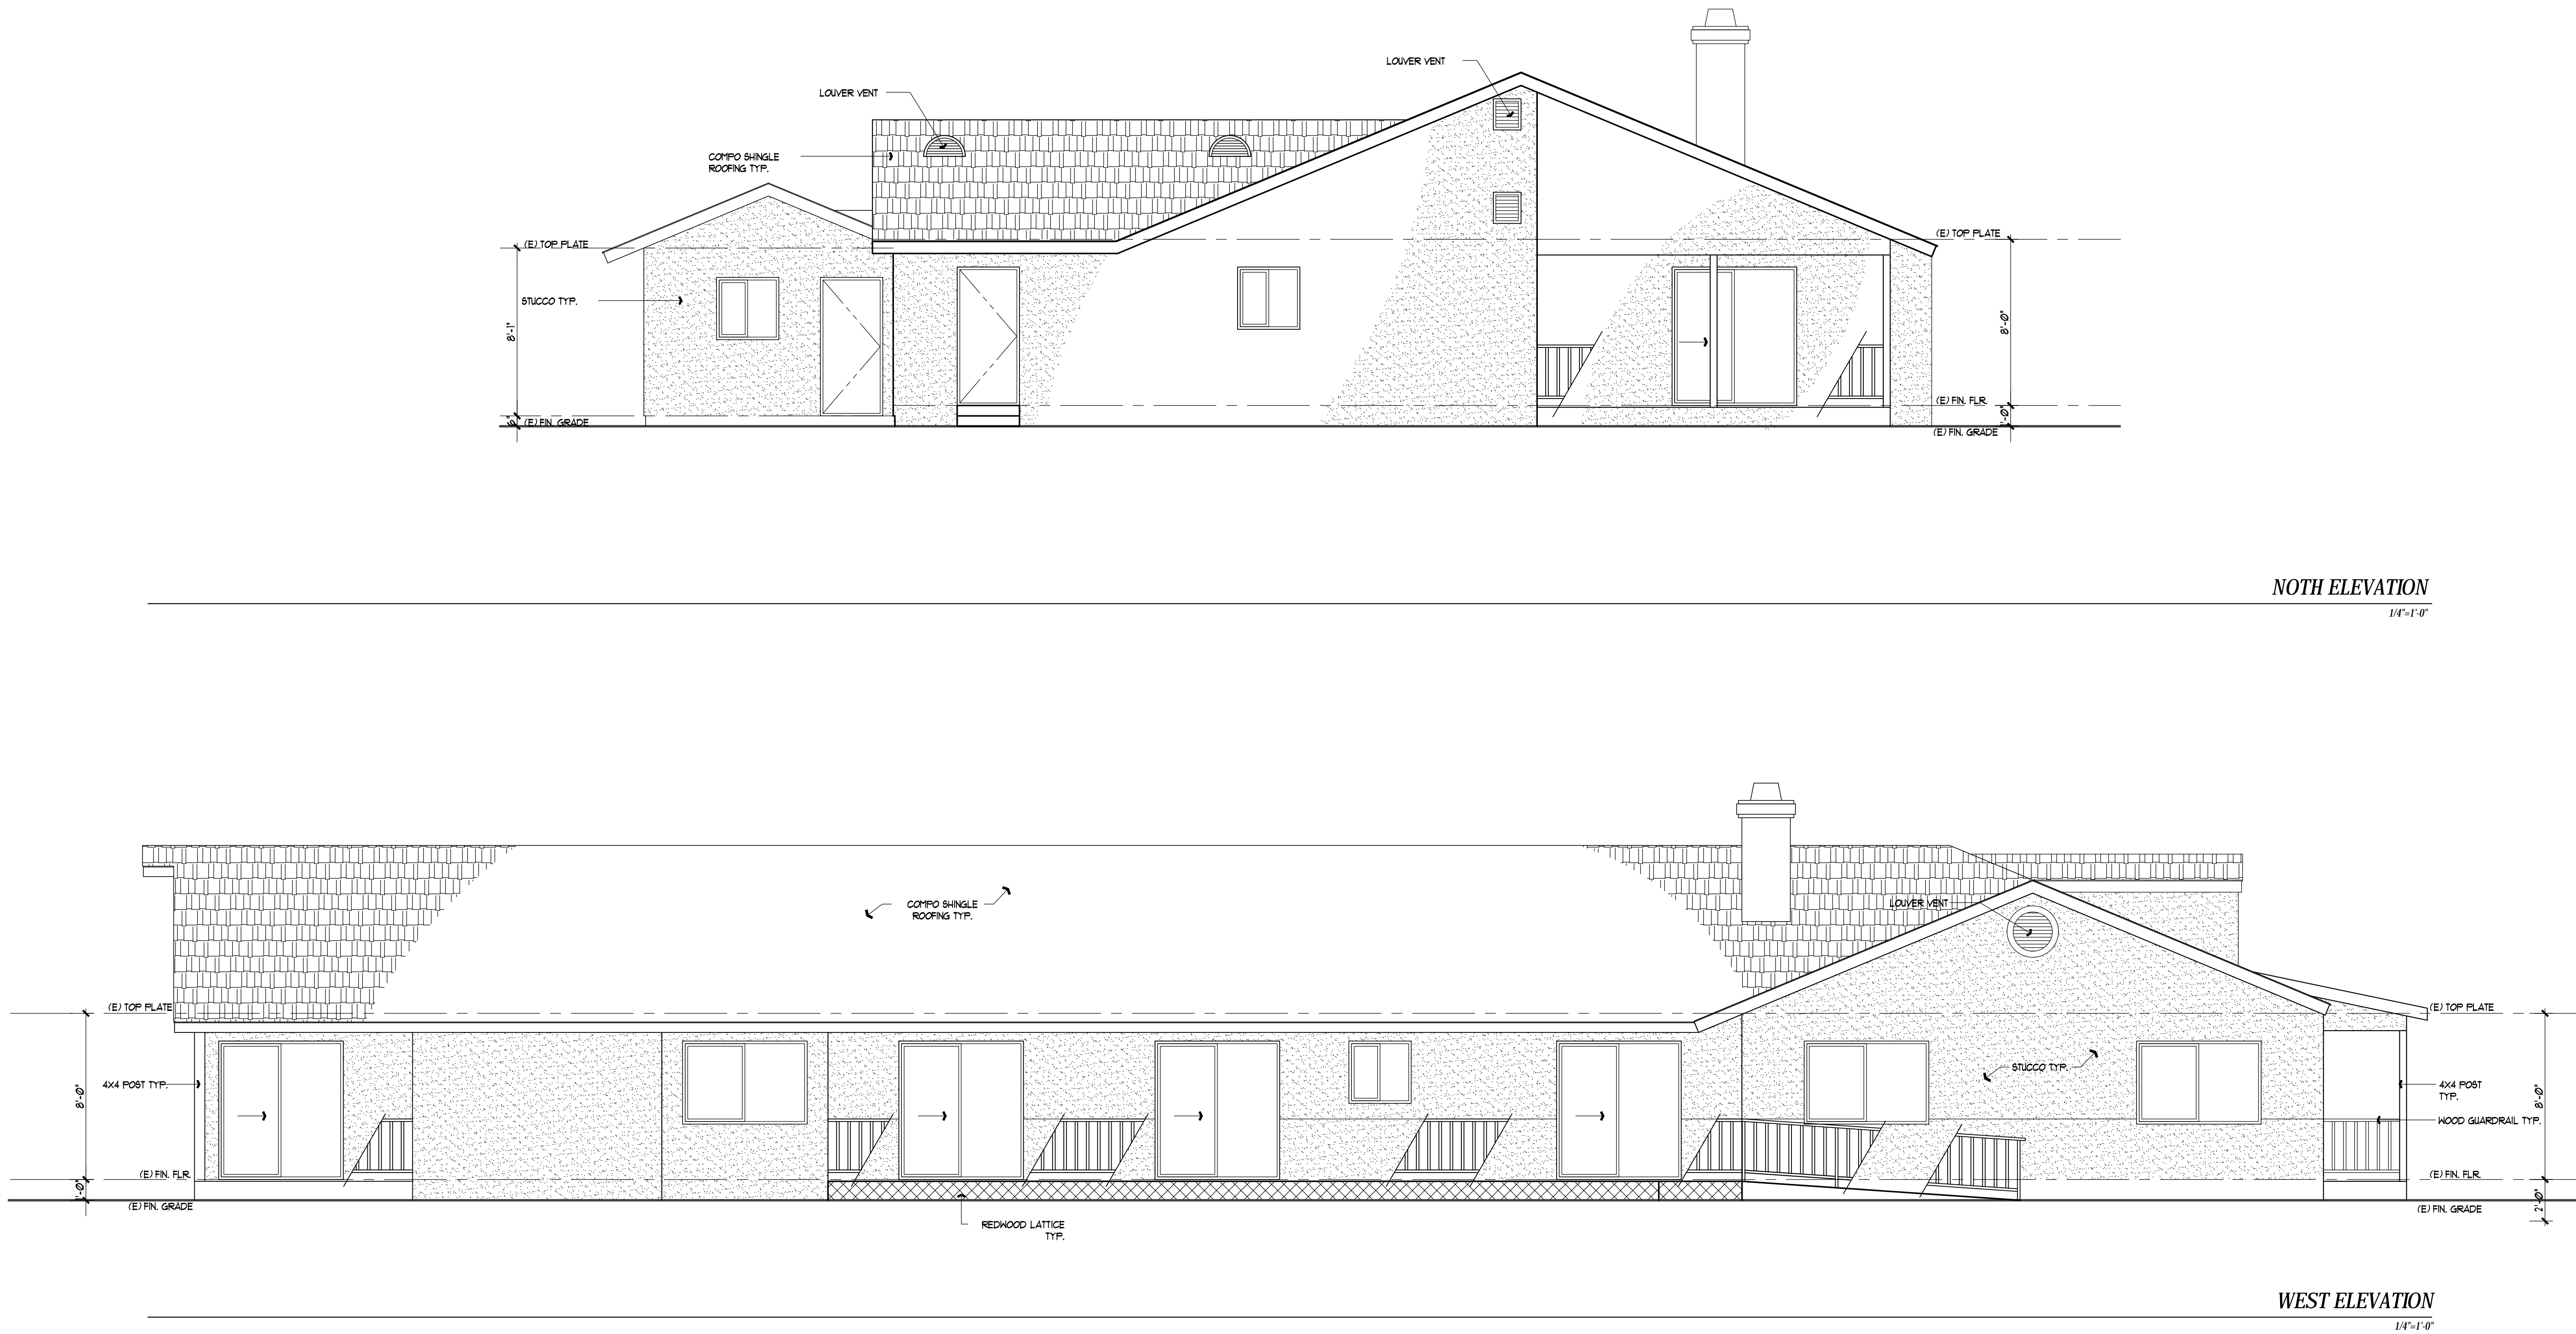 LOUVER VENT
LOUVER VENT
COMPO SHINGLE
ROOFING TYP.
(E) TOP PLATE
(E) TOP PLATE
STUCCO TYP.
8'-1"
8'-0"
(E) FIN. FLR.
6"
(E) FIN. GRADE
1'-0"
(E) FIN. GRADE
NOTH ELEVATION
1/4"=1'-0"
COMPO SHINGLE
ROOFING TYP.
LOUVER VENT
(E) TOP PLATE
(E) TOP PLATE
STUCCO TYP.
4X4 POST TYP.
4X4 POST
TYP.
8'-0"
8'-0"
WOOD GUARDRAIL TYP.
(E) FIN. FLR.
(E) FIN. FLR.
1'-0"
2'-0"
(E) FIN. GRADE
(E) FIN. GRADE
REDWOOD LATTICE
TYP.
WEST ELEVATION
1/4"=1'-0"